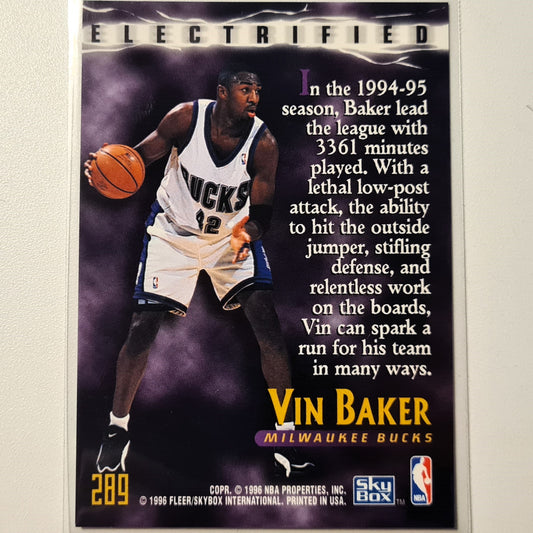 ELECTRIFIED
In the 1994-95
season, Baker lead
the league with
3361 minutes
played. With a
lethal low-post
attack, the ability
to hit the outside
jumper, stifling
defense, and
relentless work
on the boards,
Vin can spark a
run for his team
in many ways.
BUCKS
42
VIN BAKER
MILWAUKEE BUCKS
289
COPR. © 1996 NBA PROPERTIES, INC.
© 1996 FLEER/SKYBOX INTERNATIONAL. PRINTED IN USA.
SkyBox™
NBA